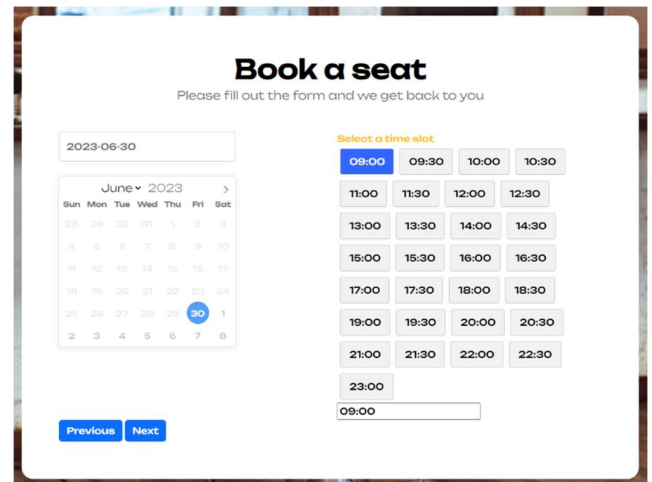 Book a seat
Please fill out the form and we get back to you
2023-06-30
June 2023 >
Sun Mon Tue Wed Thu Fri Sat
28 29 30 31 1 2 3
4 5 6 7 8 9 10
11 12 13 14 15 16 17
18 19 20 21 22 23 24
25 26 27 28 29 30 1
2 3 4 5 6 7 8
Previous Next
Select a time slot
09:00 09:30 10:00 10:30
11:00 11:30 12:00 12:30
13:00 13:30 14:00 14:30
15:00 15:30 16:00 16:30
17:00 17:30 18:00 18:30
19:00 19:30 20:00 20:30
21:00 21:30 22:00 22:30
23:00
09:00